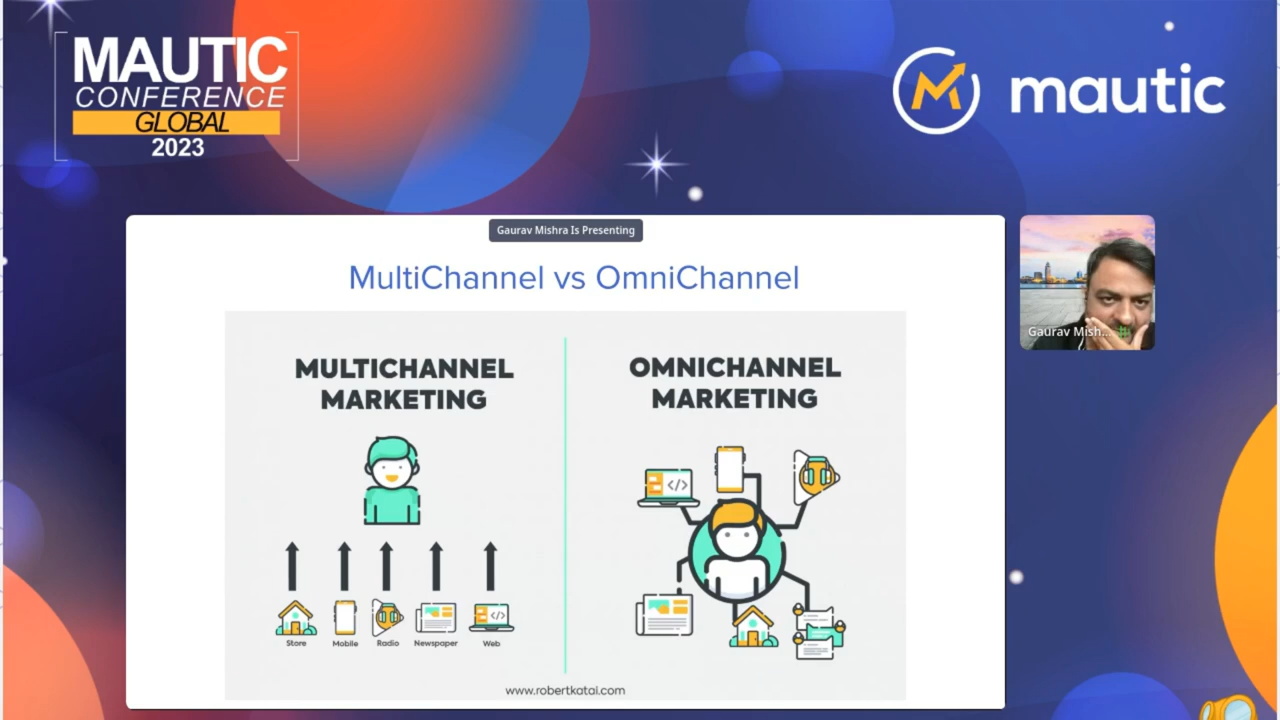 MAUTIC
CONFERENCE
GLOBAL
2023
mautic
Gaurav Mishra Is Presenting
MultiChannel vs OmniChannel
MULTICHANNEL
MARKETING
OMNICHANNEL
MARKETING
</>
Store
Mobile
Radio
Newspaper
</>
Web
www.robertkatai.com
Gaurav Mish...